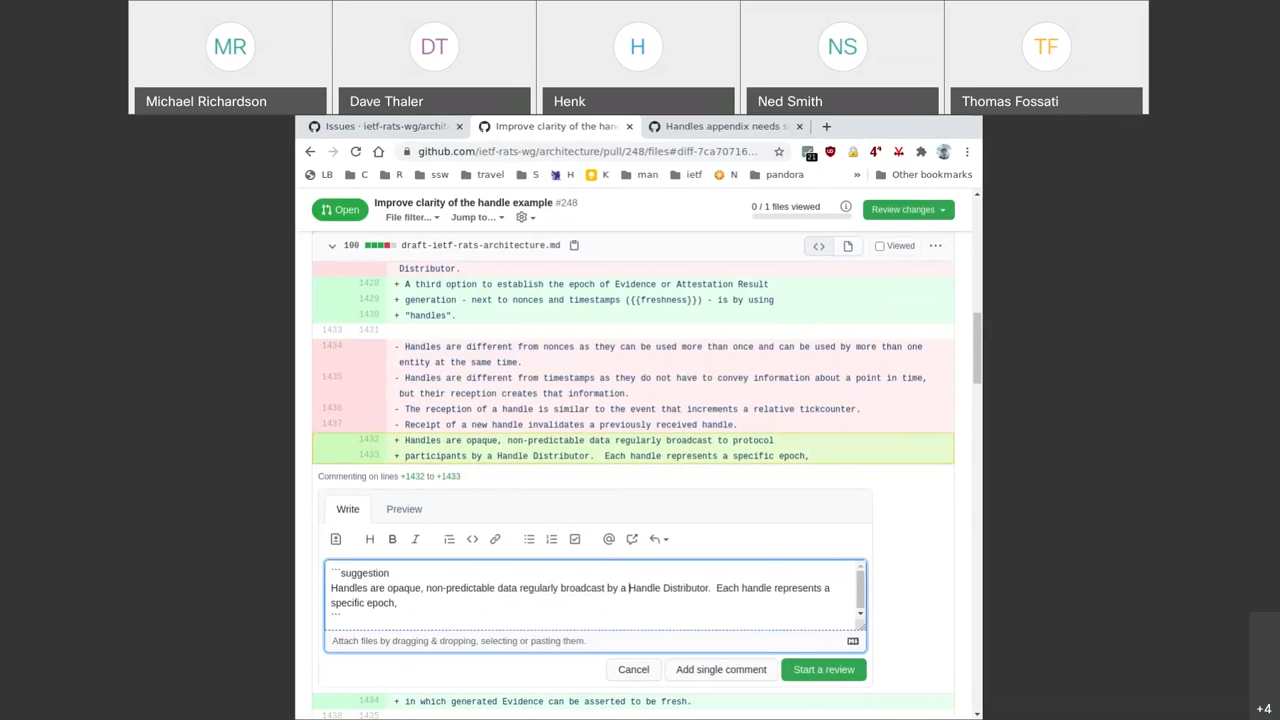 MR
DT
H
NS
TF
Michael Richardson
Dave Thaler
Henk
Ned Smith
Thomas Fossati
Issues · ietf-rats-wg/archit
Improve clarity of the han
Handles appendix needs s
github.com/ietf-rats-wg/architecture/pull/248/files#diff-7ca70716...
21
4
LB C R ssw travel S H K man ietf N pandora » Other bookmarks
Open
Improve clarity of the handle example #248
File filter... Jump to...
0 / 1 files viewed
Review changes
100 draft-ietf-rats-architecture.md
Viewed
Distributor.
1428 + A third option to establish the epoch of Evidence or Attestation Result
1429 + generation - next to nonces and timestamps ({{freshness}}) - is by using
1430 + "handles".
1433 1431
1434 - Handles are different from nonces as they can be used more than once and can be used by more than one
entity at the same time.
1435 - Handles are different from timestamps as they do not have to convey information about a point in time,
but their reception creates that information.
1436 - The reception of a handle is similar to the event that increments a relative tickcounter.
1437 - Receipt of a new handle invalidates a previously received handle.
1432 + Handles are opaque, non-predictable data regularly broadcast to protocol
1433 + participants by a Handle Distributor.  Each handle represents a specific epoch,
Commenting on lines +1432 to +1433
Write Preview
H B I
```suggestion
Handles are opaque, non-predictable data regularly broadcast by a Handle Distributor.  Each handle represents a
specific epoch,
```
Attach files by dragging & dropping, selecting or pasting them.
Cancel Add single comment Start a review
1434 + in which generated Evidence can be asserted to be fresh.
1438 1435
+4